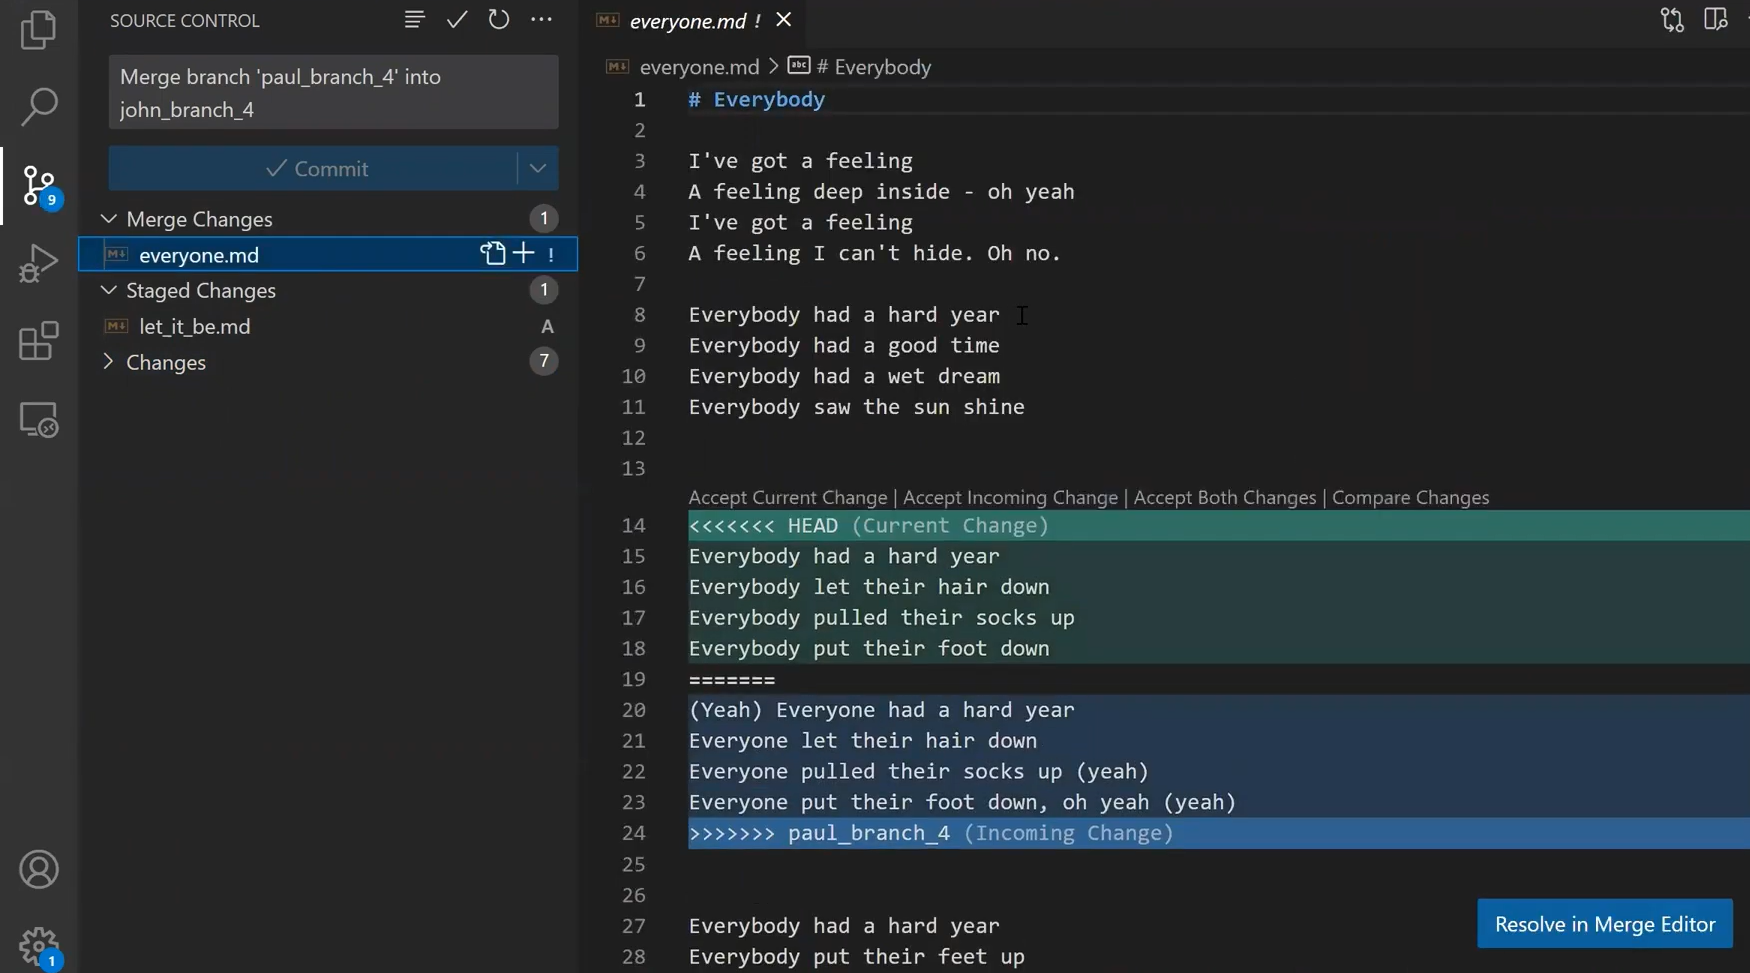 SOURCE CONTROL
Merge branch 'paul_branch_4' into
john_branch_4
Commit
Merge Changes 1
everyone.md !
Staged Changes 1
let_it_be.md A
Changes 7
9
1
everyone.md !
everyone.md > # Everybody
1 # Everybody
2
3 I've got a feeling
4 A feeling deep inside - oh yeah
5 I've got a feeling
6 A feeling I can't hide. Oh no.
7
8 Everybody had a hard year
9 Everybody had a good time
10 Everybody had a wet dream
11 Everybody saw the sun shine
12
13
Accept Current Change | Accept Incoming Change | Accept Both Changes | Compare Changes
14 <<<<<<< HEAD (Current Change)
15 Everybody had a hard year
16 Everybody let their hair down
17 Everybody pulled their socks up
18 Everybody put their foot down
19 =======
20 (Yeah) Everyone had a hard year
21 Everyone let their hair down
22 Everyone pulled their socks up (yeah)
23 Everyone put their foot down, oh yeah (yeah)
24 >>>>>>> paul_branch_4 (Incoming Change)
25
26
27 Everybody had a hard year
28 Everybody put their feet up
Resolve in Merge Editor